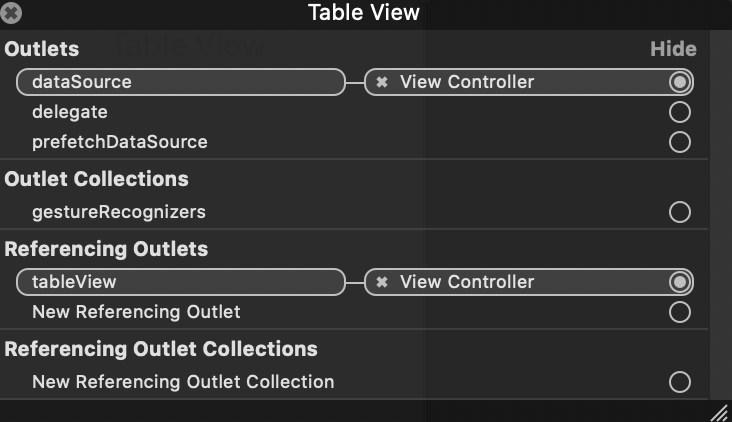 Table View
Outlets Hide
dataSource View Controller
delegate
prefetchDataSource
Outlet Collections
gestureRecognizers
Referencing Outlets
tableView View Controller
New Referencing Outlet
Referencing Outlet Collections
New Referencing Outlet Collection